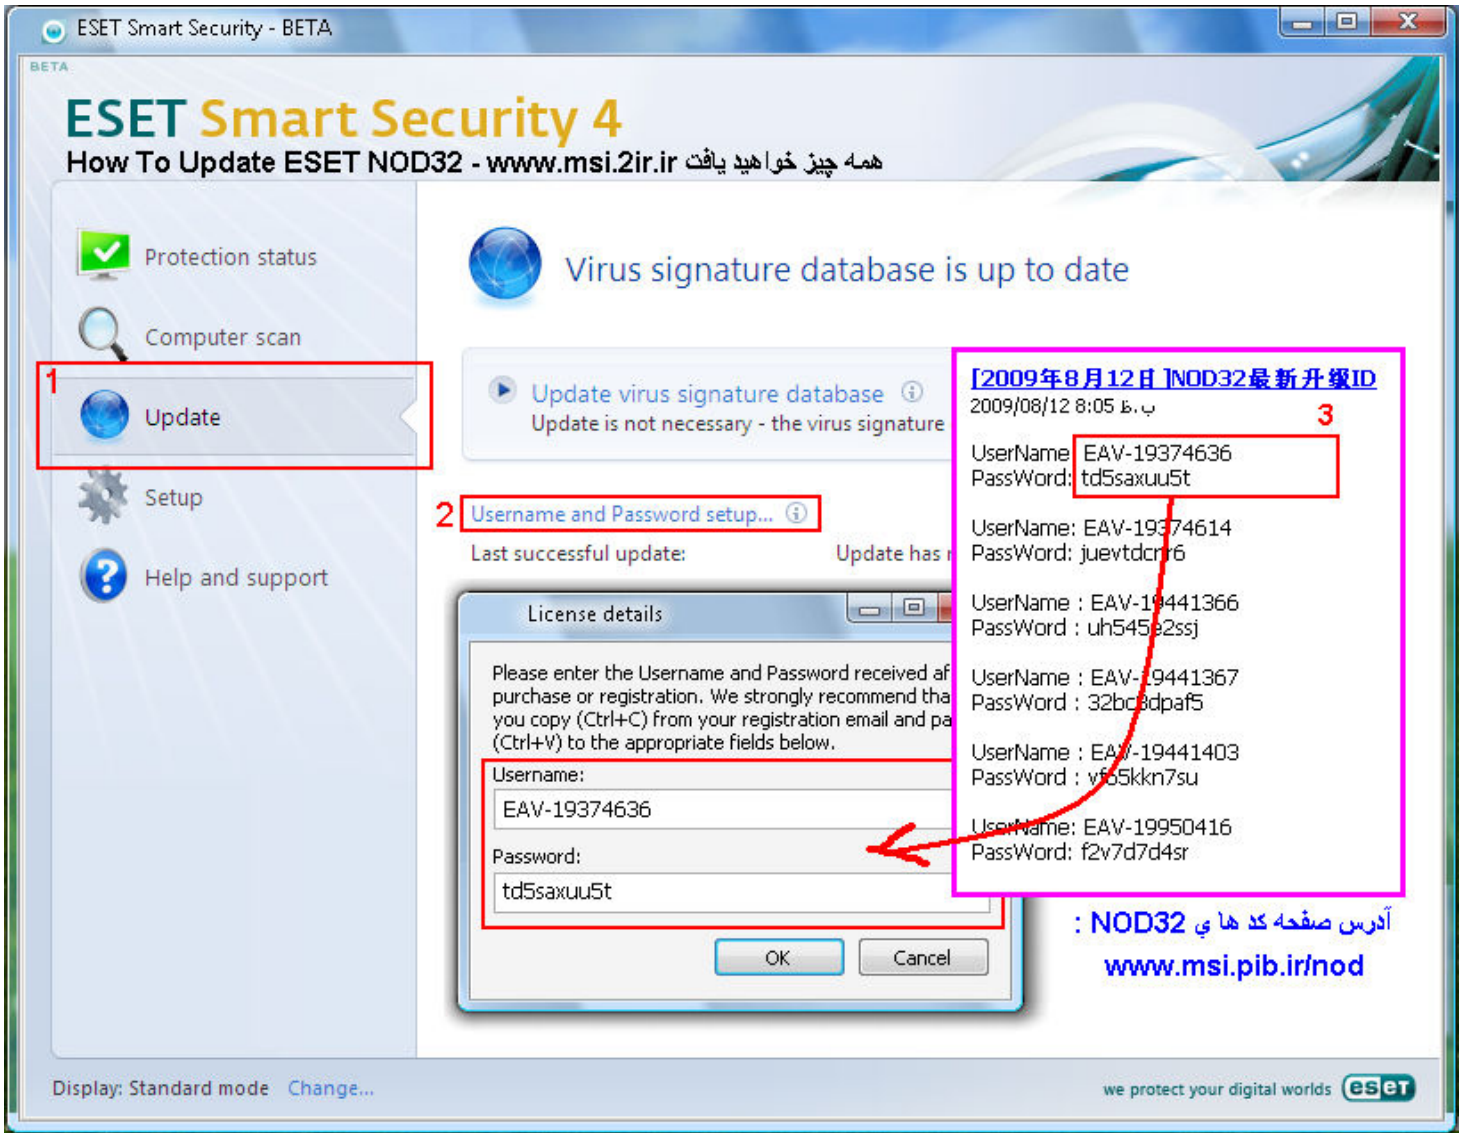 ESET Smart Security - BETA
BETA
ESET Smart Security 4
How To Update ESET NOD32 - www.msi.2ir.ir همه چيز خواهيد يافت
Protection status
Computer scan
1
Update
Setup
Help and support
Virus signature database is up to date
Update virus signature database
Update is not necessary - the virus signature
2 Username and Password setup...
Last successful update: Update has
License details
Please enter the Username and Password received af
purchase or registration. We strongly recommend tha
you copy (Ctrl+C) from your registration email and pa
(Ctrl+V) to the appropriate fields below.
Username:
EAV-19374636
Password:
td5saxuu5t
OK Cancel
[2009年8月12日]NOD32最新升级ID
2009/08/12 8:05 ب.ظ
3
UserName: EAV-19374636
PassWord: td5saxuu5t
UserName: EAV-19374614
PassWord: juevtdcnr6
UserName : EAV-19441366
PassWord : uh545e2ssj
UserName : EAV-19441367
PassWord : 32bc8dpaf5
UserName : EAV-19441403
PassWord : vf65kkn7su
UserName: EAV-19950416
PassWord: f2v7d7d4sr
آدرس صفحه كد ها ي NOD32 :
www.msi.pib.ir/nod
Display: Standard mode Change...
we protect your digital worlds eset